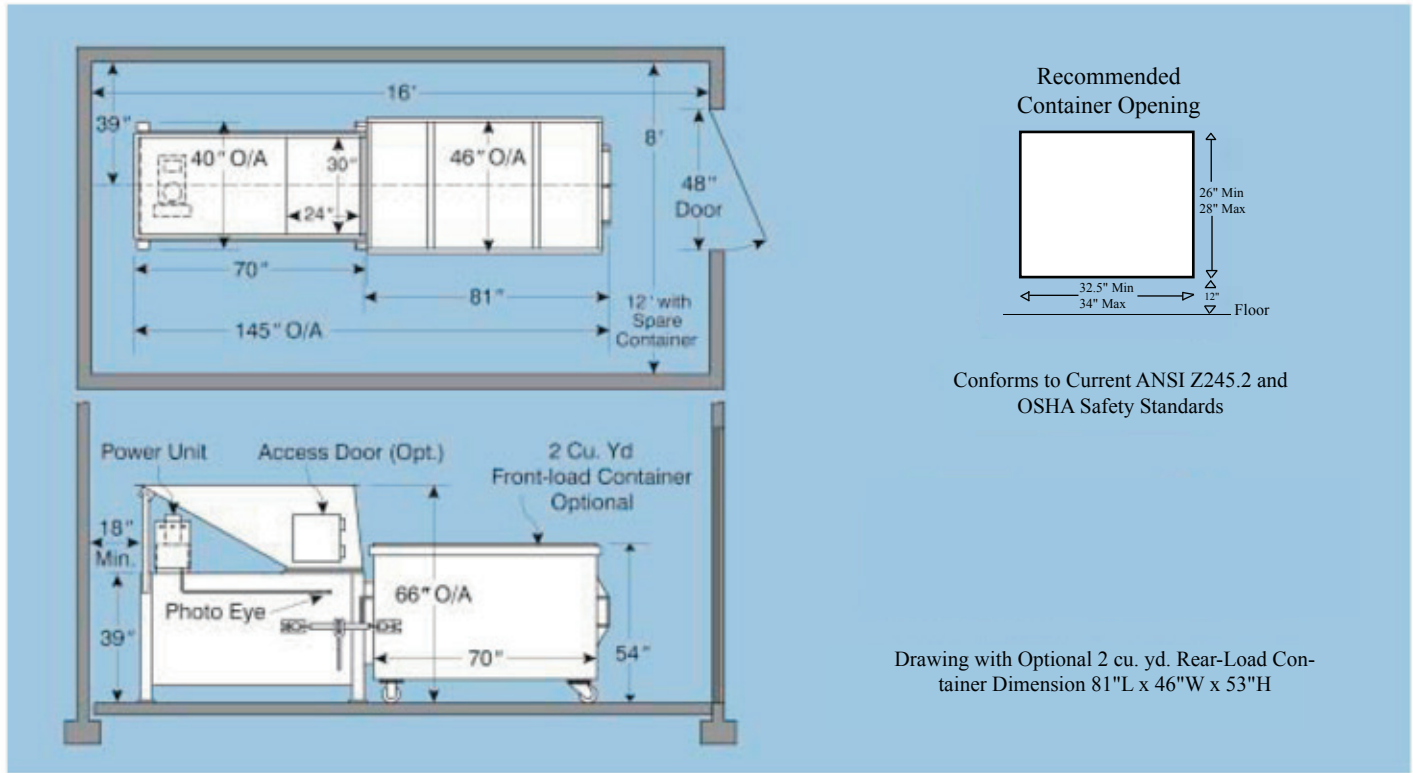 16'
39"
8'
40" O/A
30"
46" O/A
48"
Door
24"
70"
81"
12' with
Spare
Container
145" O/A
Recommended
Container Opening
26" Min
28" Max
32.5" Min
34" Max
12"
Floor
Conforms to Current ANSI Z245.2 and
OSHA Safety Standards
Power Unit
Access Door (Opt.)
2 Cu. Yd
Front-load Container
Optional
18"
Min.
66" O/A
Photo Eye
39"
70"
54"
Drawing with Optional 2 cu. yd. Rear-Load Con-
tainer Dimension 81"L x 46"W x 53"H